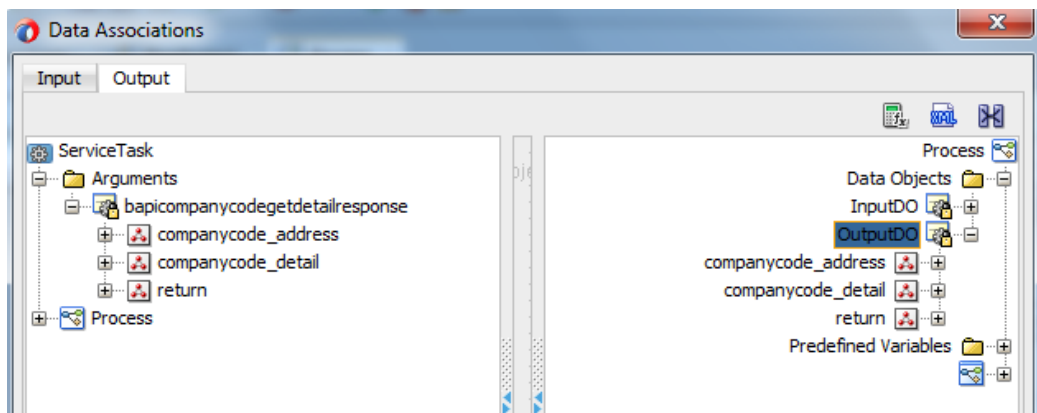 Data Associations
Input Output
ServiceTask
Arguments
bapicompanycodegetdetailresponse
companycode_address
companycode_detail
return
Process
Process
Data Objects
InputDO
OutputDO
companycode_address
companycode_detail
return
Predefined Variables